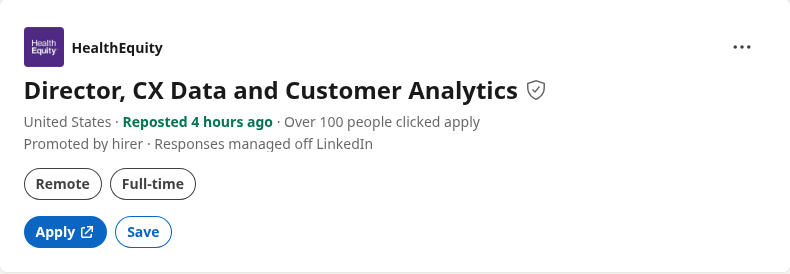 Health
Equity
HealthEquity
Director, CX Data and Customer Analytics
United States · Reposted 4 hours ago · Over 100 people clicked apply
Promoted by hirer · Responses managed off LinkedIn
Remote Full-time
Apply Save